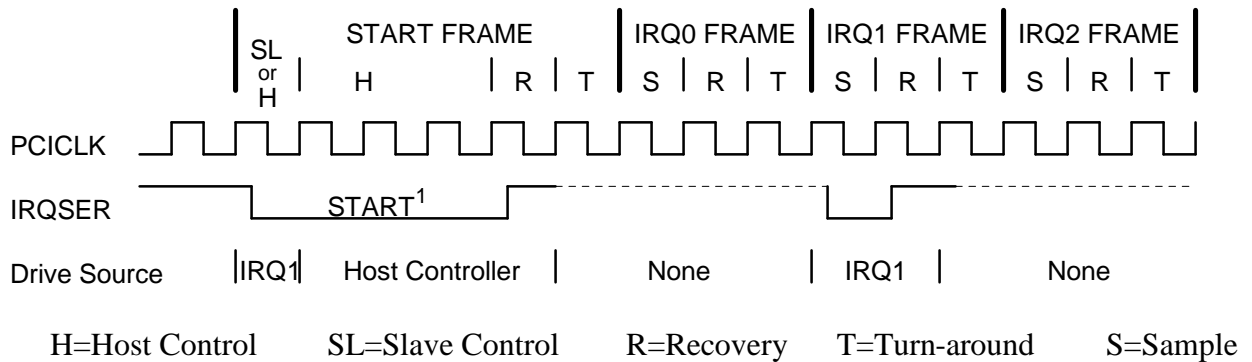 SL or H START FRAME IRQ0 FRAME IRQ1 FRAME IRQ2 FRAME
H R T S R T S R T S R T
PCICLK
IRQSER START1
Drive Source IRQ1 Host Controller None IRQ1 None
H=Host Control SL=Slave Control R=Recovery T=Turn-around S=Sample